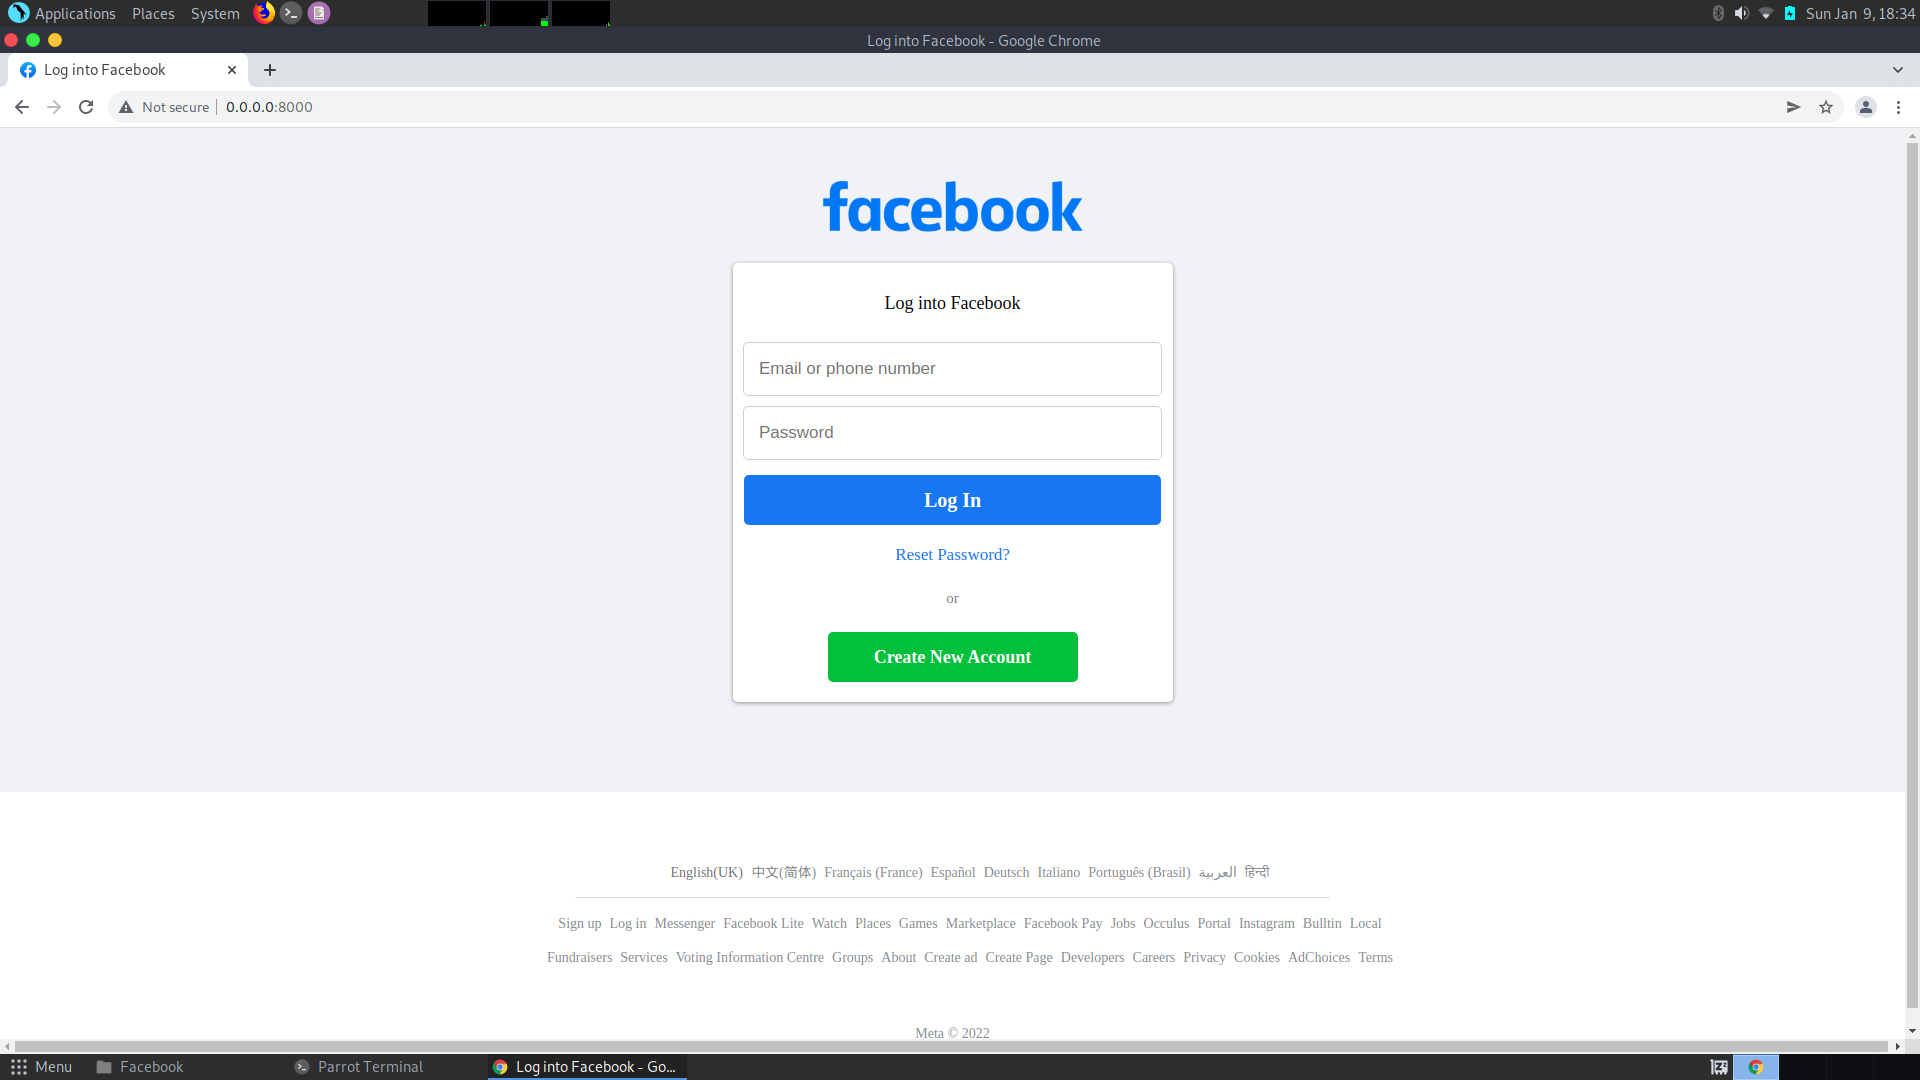 Applications Places System Sun Jan 9, 18:34
Log into Facebook - Google Chrome
Log into Facebook
Not secure 0.0.0.0:8000
facebook
Log into Facebook
Email or phone number
Password
Log In
Reset Password?
or
Create New Account
English(UK) 中文(简体) Français (France) Español Deutsch Italiano Português (Brasil) العربية हिन्दी
Sign up Log in Messenger Facebook Lite Watch Places Games Marketplace Facebook Pay Jobs Occulus Portal Instagram Bulltin Local
Fundraisers Services Voting Information Centre Groups About Create ad Create Page Developers Careers Privacy Cookies AdChoices Terms
Meta © 2022
Menu Facebook Parrot Terminal Log into Facebook - Go...